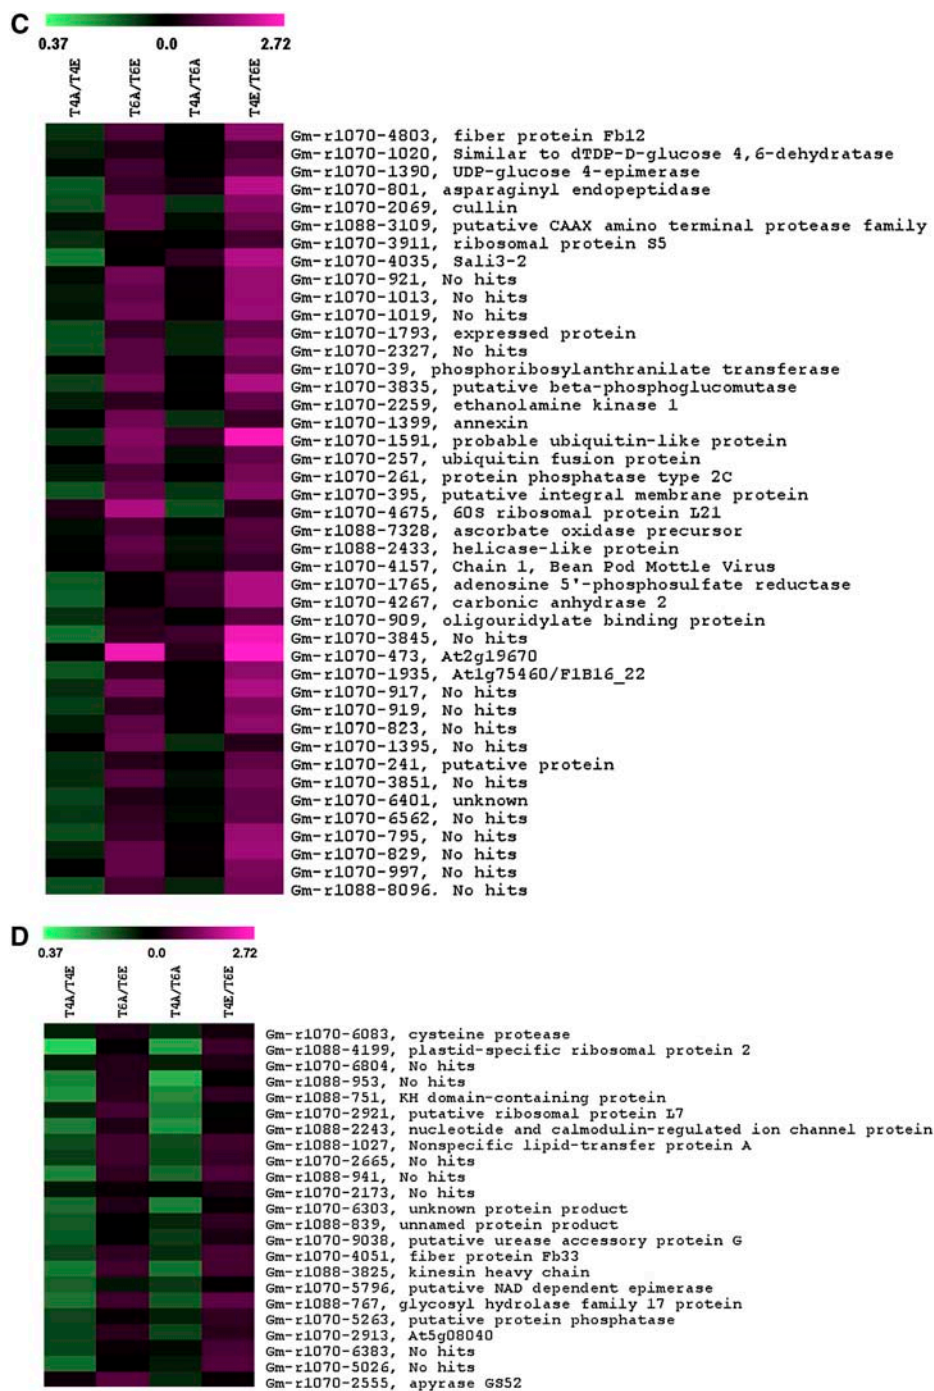 C
0.37 0.0 2.72
T4A/T4E T6A/T6E T4A/T6A T4E/T6E
Gm-r1070-4803, fiber protein Fb12
Gm-r1070-1020, Similar to dTDP-D-glucose 4,6-dehydratase
Gm-r1070-1390, UDP-glucose 4-epimerase
Gm-r1070-801, asparaginyl endopeptidase
Gm-r1070-2069, cullin
Gm-r1088-3109, putative CAAX amino terminal protease family
Gm-r1070-3911, ribosomal protein S5
Gm-r1070-4035, Sali3-2
Gm-r1070-921, No hits
Gm-r1070-1013, No hits
Gm-r1070-1019, No hits
Gm-r1070-1793, expressed protein
Gm-r1070-2327, No hits
Gm-r1070-39, phosphoribosylanthranilate transferase
Gm-r1070-3835, putative beta-phosphoglucomutase
Gm-r1070-2259, ethanolamine kinase 1
Gm-r1070-1399, annexin
Gm-r1070-1591, probable ubiquitin-like protein
Gm-r1070-257, ubiquitin fusion protein
Gm-r1070-261, protein phosphatase type 2C
Gm-r1070-395, putative integral membrane protein
Gm-r1070-4675, 60S ribosomal protein L21
Gm-r1088-7328, ascorbate oxidase precursor
Gm-r1088-2433, helicase-like protein
Gm-r1070-4157, Chain 1, Bean Pod Mottle Virus
Gm-r1070-1765, adenosine 5'-phosphosulfate reductase
Gm-r1070-4267, carbonic anhydrase 2
Gm-r1070-909, oligouridylate binding protein
Gm-r1070-3845, No hits
Gm-r1070-473, At2g19670
Gm-r1070-1935, At1g75460/F1B16_22
Gm-r1070-917, No hits
Gm-r1070-919, No hits
Gm-r1070-823, No hits
Gm-r1070-1395, No hits
Gm-r1070-241, putative protein
Gm-r1070-3851, No hits
Gm-r1070-6401, unknown
Gm-r1070-6562, No hits
Gm-r1070-795, No hits
Gm-r1070-829, No hits
Gm-r1070-997, No hits
Gm-r1088-8096. No hits
D
0.37 0.0 2.72
T4A/T4E T6A/T6E T4A/T6A T4E/T6E
Gm-r1070-6083, cysteine protease
Gm-r1088-4199, plastid-specific ribosomal protein 2
Gm-r1070-6804, No hits
Gm-r1088-953, No hits
Gm-r1088-751, KH domain-containing protein
Gm-r1070-2921, putative ribosomal protein L7
Gm-r1088-2243, nucleotide and calmodulin-regulated ion channel protein
Gm-r1088-1027, Nonspecific lipid-transfer protein A
Gm-r1070-2665, No hits
Gm-r1088-941, No hits
Gm-r1070-2173, No hits
Gm-r1070-6303, unknown protein product
Gm-r1088-839, unnamed protein product
Gm-r1070-9038, putative urease accessory protein G
Gm-r1070-4051, fiber protein Fb33
Gm-r1088-3825, kinesin heavy chain
Gm-r1070-5796, putative NAD dependent epimerase
Gm-r1088-767, glycosyl hydrolase family 17 protein
Gm-r1070-5263, putative protein phosphatase
Gm-r1070-2913, At5g08040
Gm-r1070-6383, No hits
Gm-r1070-5026, No hits
Gm-r1070-2555, apyrase GS52